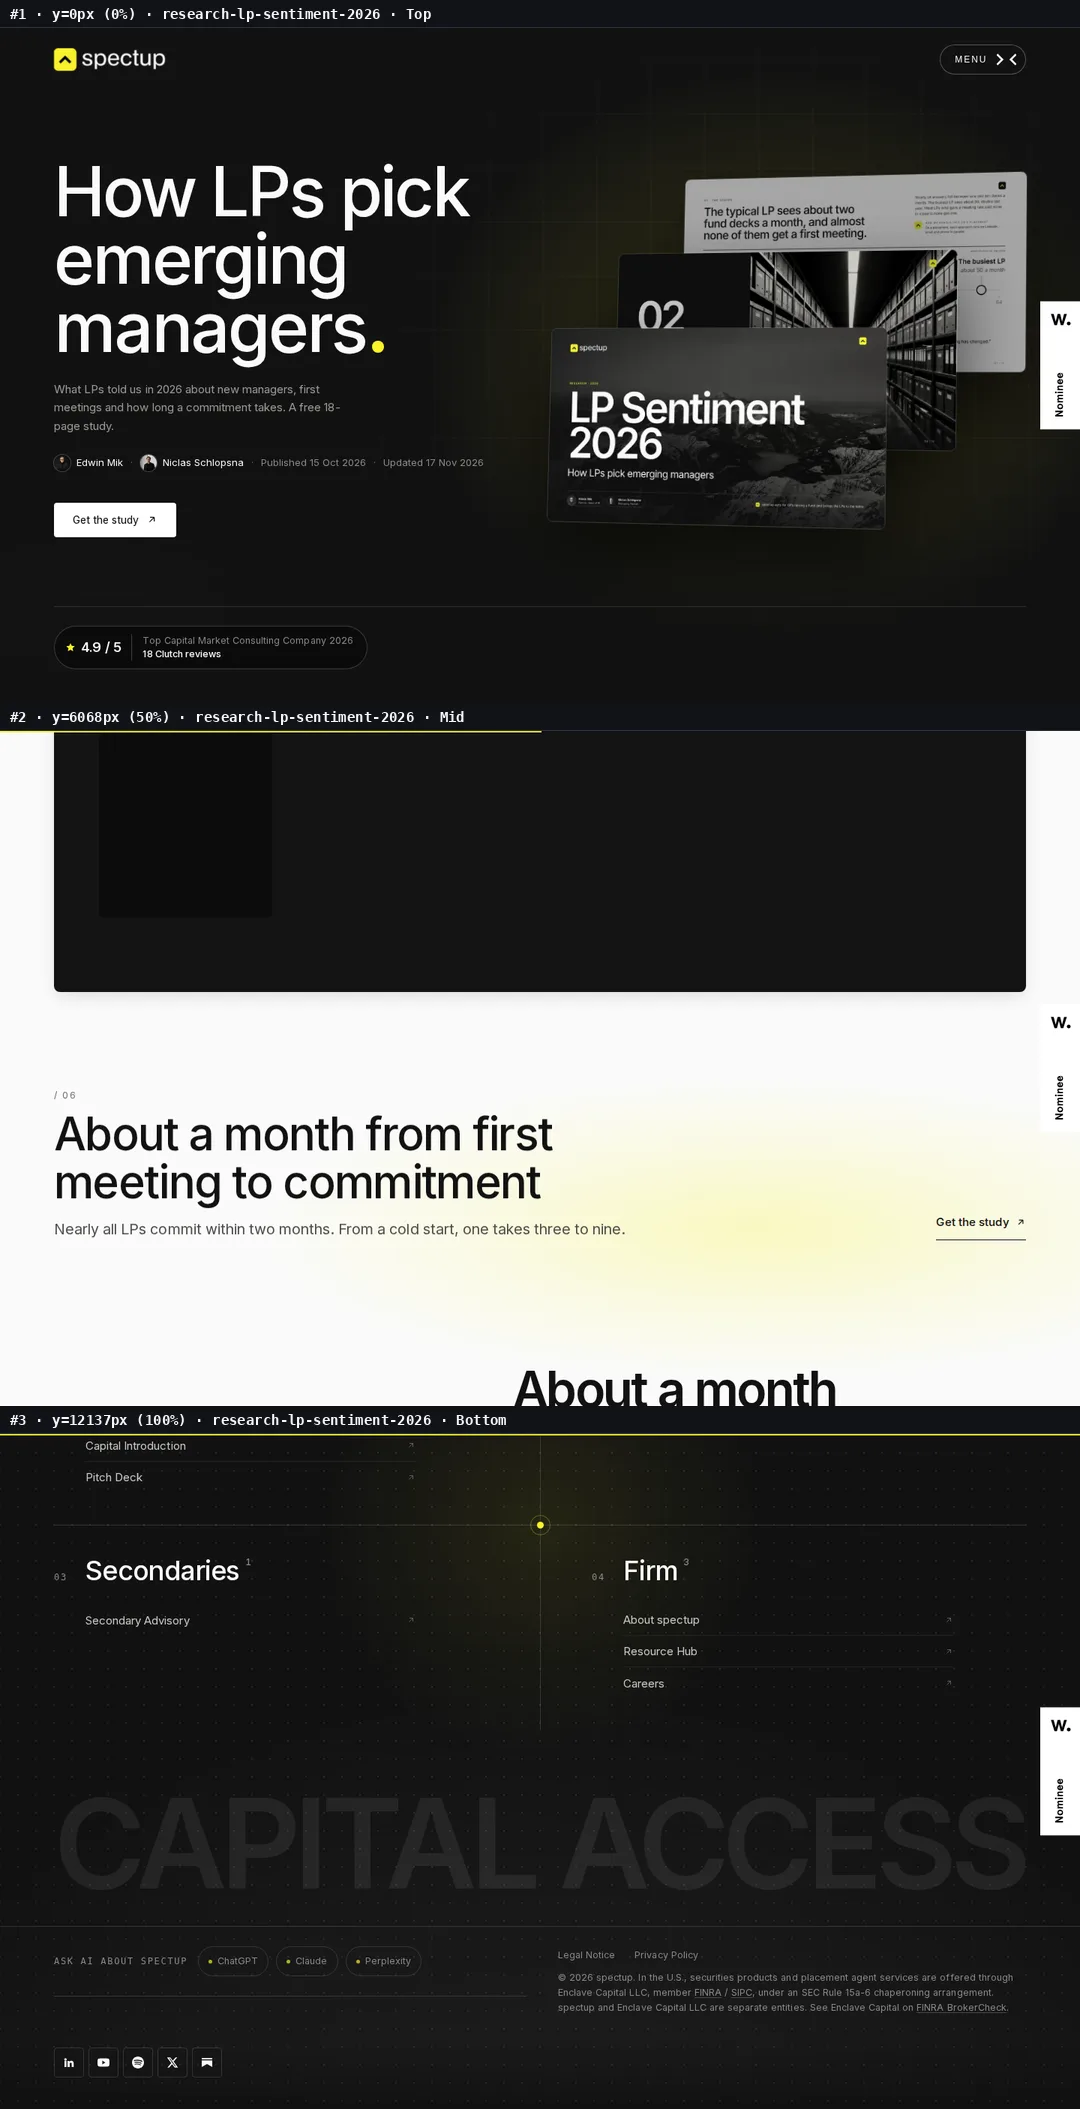 #1 · y=0px (0%) · research-lp-sentiment-2026 · Top
spectup
MENU
How LPs pick
emerging
managers.
What LPs told us in 2026 about new managers, first
meetings and how long a commitment takes. A free 18-
page study.
Edwin Mik · Niclas Schlopsna · Published 15 Oct 2026 · Updated 17 Nov 2026
Get the study
The typical LP sees about two
fund decks a month, and almost
none of them get a first meeting.
The busiest LP
02
spectup
LP Sentiment
2026
How LPs pick emerging managers
W.
Nominee
4.9 / 5
Top Capital Market Consulting Company 2026
18 Clutch reviews
#2 · y=6068px (50%) · research-lp-sentiment-2026 · Mid
W.
Nominee
/ 06
About a month from first
meeting to commitment
Nearly all LPs commit within two months. From a cold start, one takes three to nine.
Get the study
About a month
#3 · y=12137px (100%) · research-lp-sentiment-2026 · Bottom
Capital Introduction
Pitch Deck
03 Secondaries 1
Secondary Advisory
04 Firm 3
About spectup
Resource Hub
Careers
W.
Nominee
CAPITAL ACCESS
ASK AI ABOUT SPECTUP ChatGPT Claude Perplexity
Legal Notice Privacy Policy
© 2026 spectup. In the U.S., securities products and placement agent services are offered through
Enclave Capital LLC, member FINRA / SIPC, under an SEC Rule 15a-6 chaperoning arrangement.
spectup and Enclave Capital LLC are separate entities. See Enclave Capital on FINRA BrokerCheck.